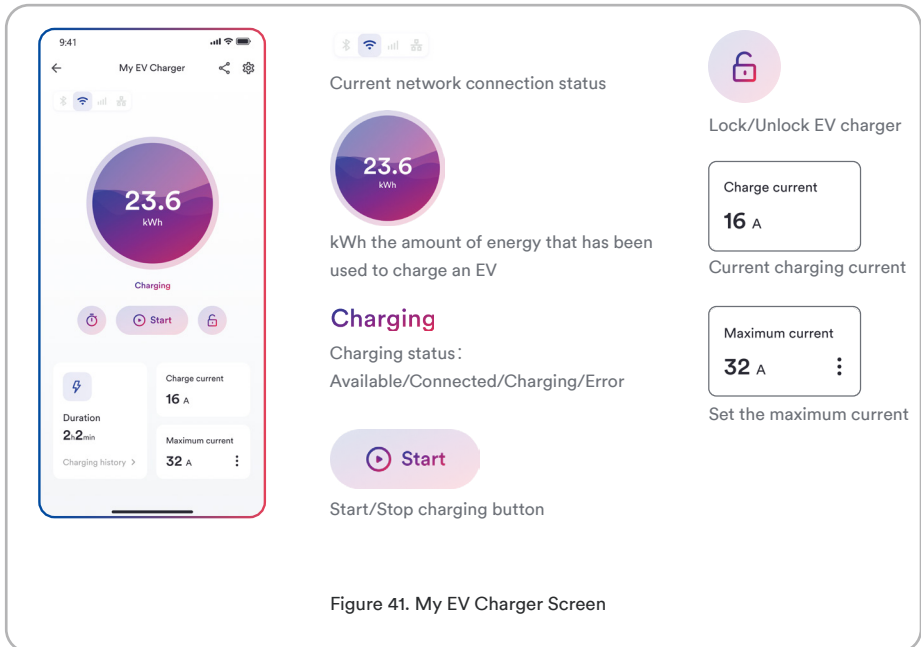 9:41
My EV Charger
23.6
kWh
Charging
Start
Duration
2h2min
Charging history >
Charge current
16 A
Maximum current
32 A
Current network connection status
23.6
kWh
kWh the amount of energy that has been
used to charge an EV
Charging
Charging status:
Available/Connected/Charging/Error
Start
Start/Stop charging button
Lock/Unlock EV charger
Charge current
16 A
Current charging current
Maximum current
32 A
Set the maximum current
Figure 41. My EV Charger Screen